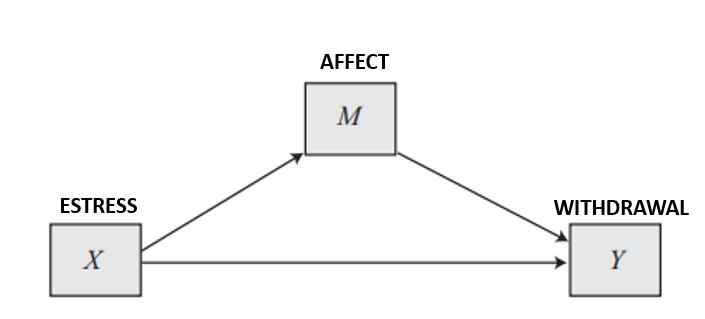 AFFECT
M
ESTRESS
WITHDRAWAL
X
Y